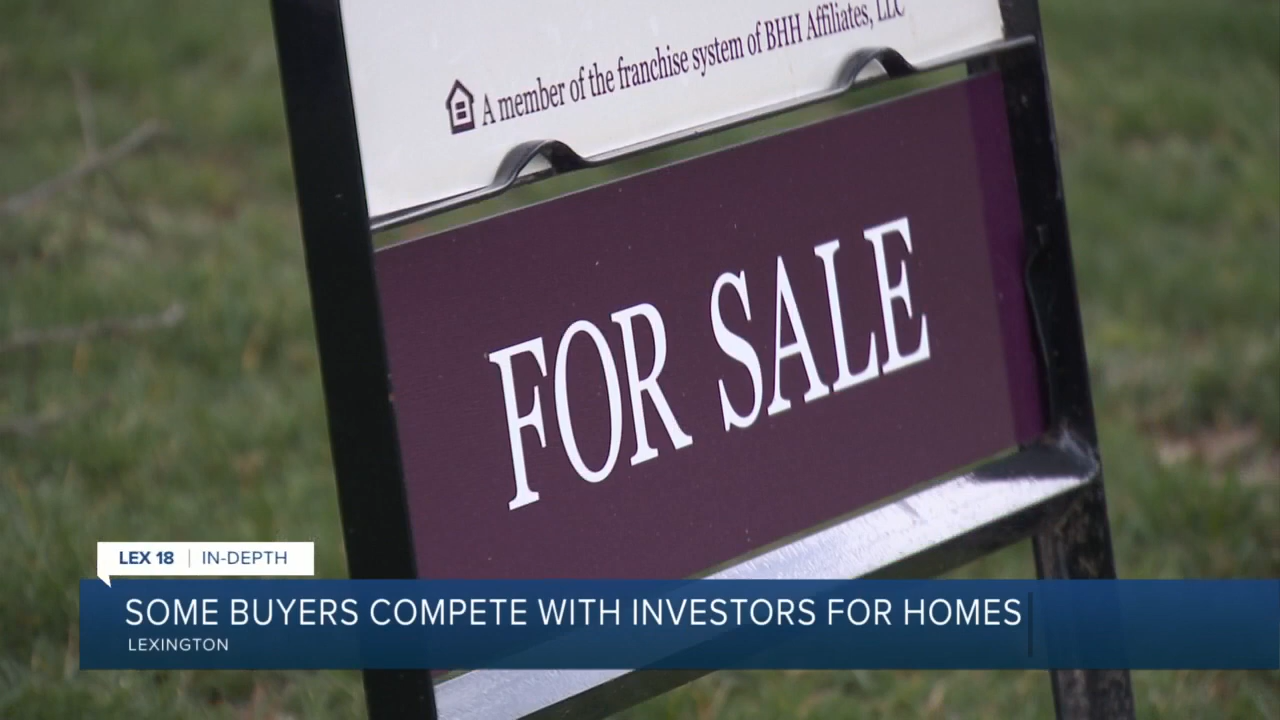 A member of the franchise system of BHH Affiliates, LLC
FOR SALE
LEX 18 | IN-DEPTH
SOME BUYERS COMPETE WITH INVESTORS FOR HOMES
LEXINGTON